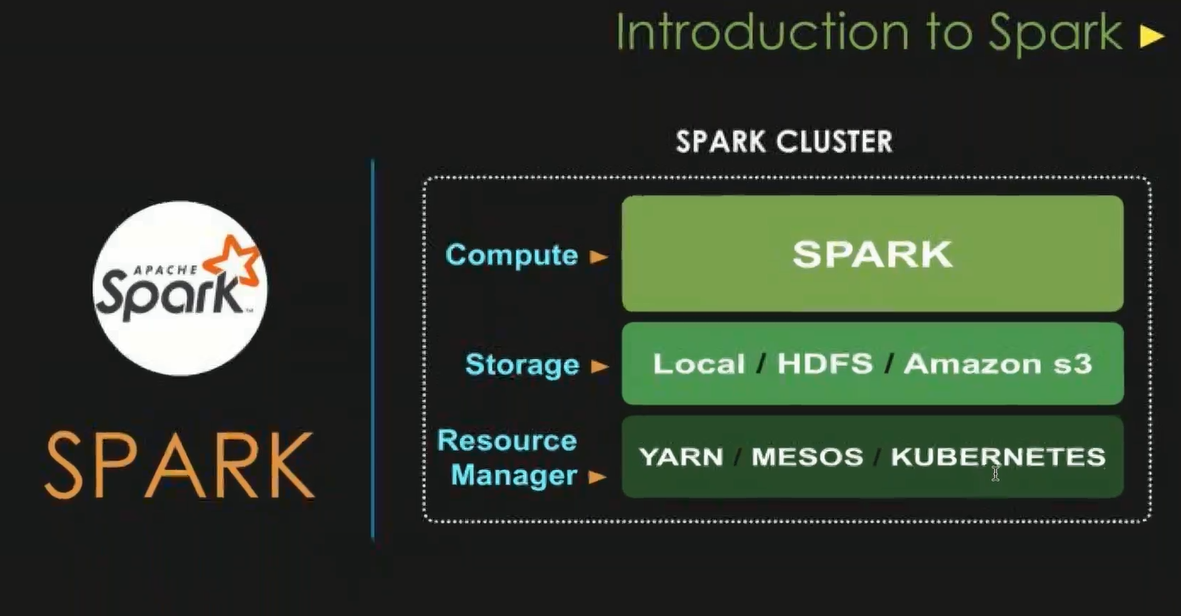 Introduction to Spark
SPARK CLUSTER
APACHE
Spark™
SPARK
Compute
SPARK
Storage
Local / HDFS / Amazon s3
Resource
Manager
YARN / MESOS / KUBERNETES